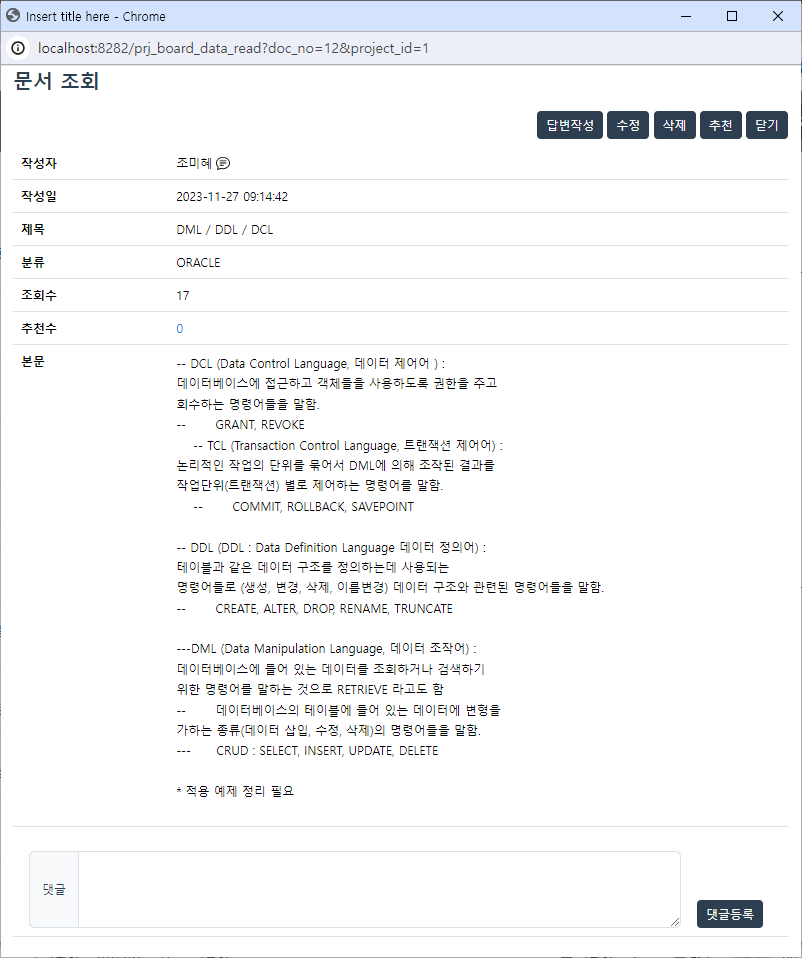 Insert title here - Chrome
localhost:8282/prj_board_data_read?doc_no=12&project_id=1
문서 조회
답변작성 수정 삭제 추천 닫기
작성자 조미혜
작성일 2023-11-27 09:14:42
제목 DML / DDL / DCL
분류 ORACLE
조회수 17
추천수 0
본문 -- DCL (Data Control Language, 데이터 제어어 ) :
데이터베이스에 접근하고 객체들을 사용하도록 권한을 주고
회수하는 명령어들을 말함.
-- GRANT, REVOKE
-- TCL (Transaction Control Language, 트랜잭션 제어어) :
논리적인 작업의 단위를 묶어서 DML에 의해 조작된 결과를
작업단위(트랜잭션) 별로 제어하는 명령어를 말함.
-- COMMIT, ROLLBACK, SAVEPOINT
-- DDL (DDL : Data Definition Language 데이터 정의어) :
테이블과 같은 데이터 구조를 정의하는데 사용되는
명령어들로 (생성, 변경, 삭제, 이름변경) 데이터 구조와 관련된 명령어들을 말함.
-- CREATE, ALTER, DROP, RENAME, TRUNCATE
---DML (Data Manipulation Language, 데이터 조작어) :
데이터베이스에 들어 있는 데이터를 조회하거나 검색하기
위한 명령어를 말하는 것으로 RETRIEVE 라고도 함
-- 데이터베이스의 테이블에 들어 있는 데이터에 변형을
가하는 종류(데이터 삽입, 수정, 삭제)의 명령어들을 말함.
--- CRUD : SELECT, INSERT, UPDATE, DELETE
* 적용 예제 정리 필요
댓글
댓글등록